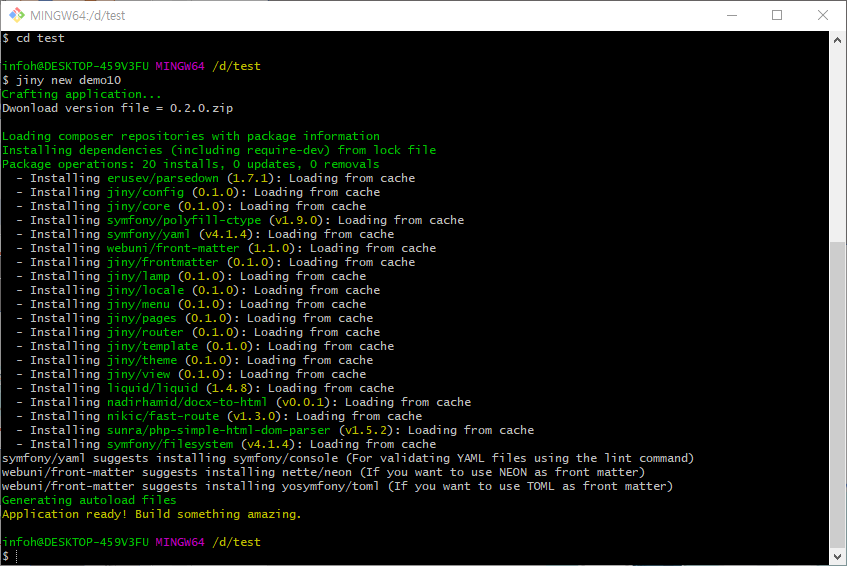 MINGW64:/d/test
$ cd test
infoh@DESKTOP-459V3FU MINGW64 /d/test
$ jiny new demo10
Crafting application...
Dwonload version file = 0.2.0.zip
Loading composer repositories with package information
Installing dependencies (including require-dev) from lock file
Package operations: 20 installs, 0 updates, 0 removals
  - Installing erusev/parsedown (1.7.1): Loading from cache
  - Installing jiny/config (0.1.0): Loading from cache
  - Installing jiny/core (0.1.0): Loading from cache
  - Installing symfony/polyfill-ctype (v1.9.0): Loading from cache
  - Installing symfony/yaml (v4.1.4): Loading from cache
  - Installing webuni/front-matter (1.1.0): Loading from cache
  - Installing jiny/frontmatter (0.1.0): Loading from cache
  - Installing jiny/lamp (0.1.0): Loading from cache
  - Installing jiny/locale (0.1.0): Loading from cache
  - Installing jiny/menu (0.1.0): Loading from cache
  - Installing jiny/pages (0.1.0): Loading from cache
  - Installing jiny/router (0.1.0): Loading from cache
  - Installing jiny/template (0.1.0): Loading from cache
  - Installing jiny/theme (0.1.0): Loading from cache
  - Installing jiny/view (0.1.0): Loading from cache
  - Installing liquid/liquid (1.4.8): Loading from cache
  - Installing nadirhamid/docx-to-html (v0.0.1): Loading from cache
  - Installing nikic/fast-route (v1.3.0): Loading from cache
  - Installing sunra/php-simple-html-dom-parser (v1.5.2): Loading from cache
  - Installing symfony/filesystem (v4.1.4): Loading from cache
symfony/yaml suggests installing symfony/console (For validating YAML files using the lint command)
webuni/front-matter suggests installing nette/neon (If you want to use NEON as front matter)
webuni/front-matter suggests installing yosymfony/toml (If you want to use TOML as front matter)
Generating autoload files
Application ready! Build something amazing.
infoh@DESKTOP-459V3FU MINGW64 /d/test
$